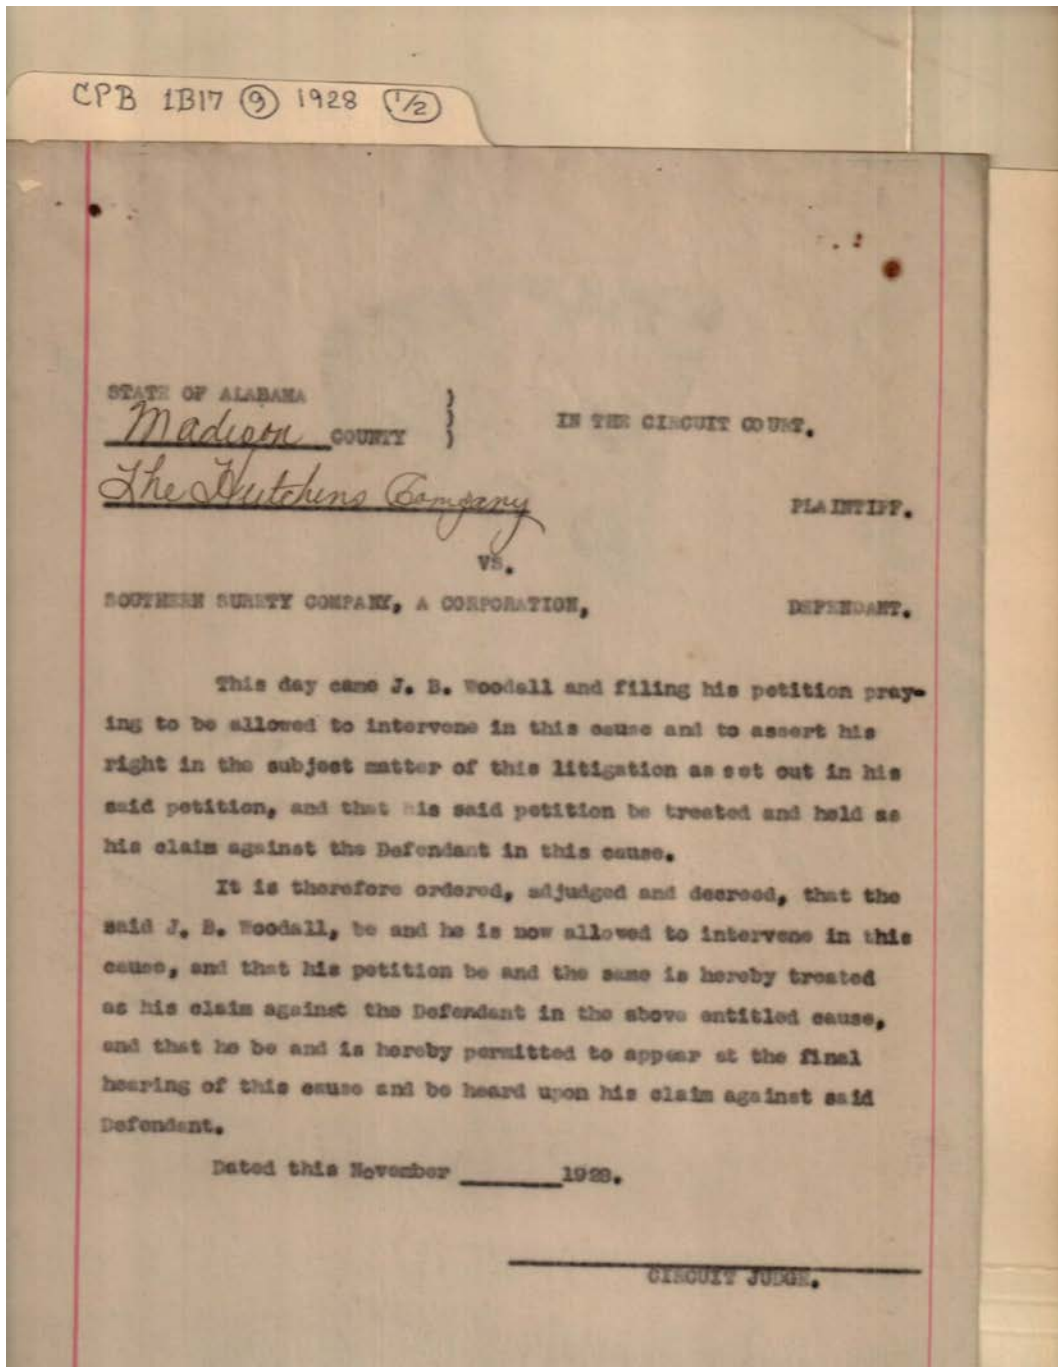 CPB 1B17 (9) 1928 (1/2)
STATE OF ALABAMA
Madison COUNTY
IN THE CIRCUIT COURT.
The Hutchens Company
PLAINTIFF.
VS.
SOUTHERN SURETY COMPANY, A CORPORATION, DEFENDANT.
This day came J. B. Woodall and filing his petition pray-
ing to be allowed to intervene in this cause and to assert his
right in the subject matter of this litigation as set out in his
said petition, and that his said petition be treated and held as
his claim against the Defendant in this cause.
It is therefore ordered, adjudged and decreed, that the
said J. B. Woodall, be and he is now allowed to intervene in this
cause, and that his petition be and the same is hereby treated
as his claim against the Defendant in the above entitled cause,
and that he be and is hereby permitted to appear at the final
hearing of this cause and be heard upon his claim against said
Defendant.
Dated this November ______ 1928.
CIRCUIT JUDGE.